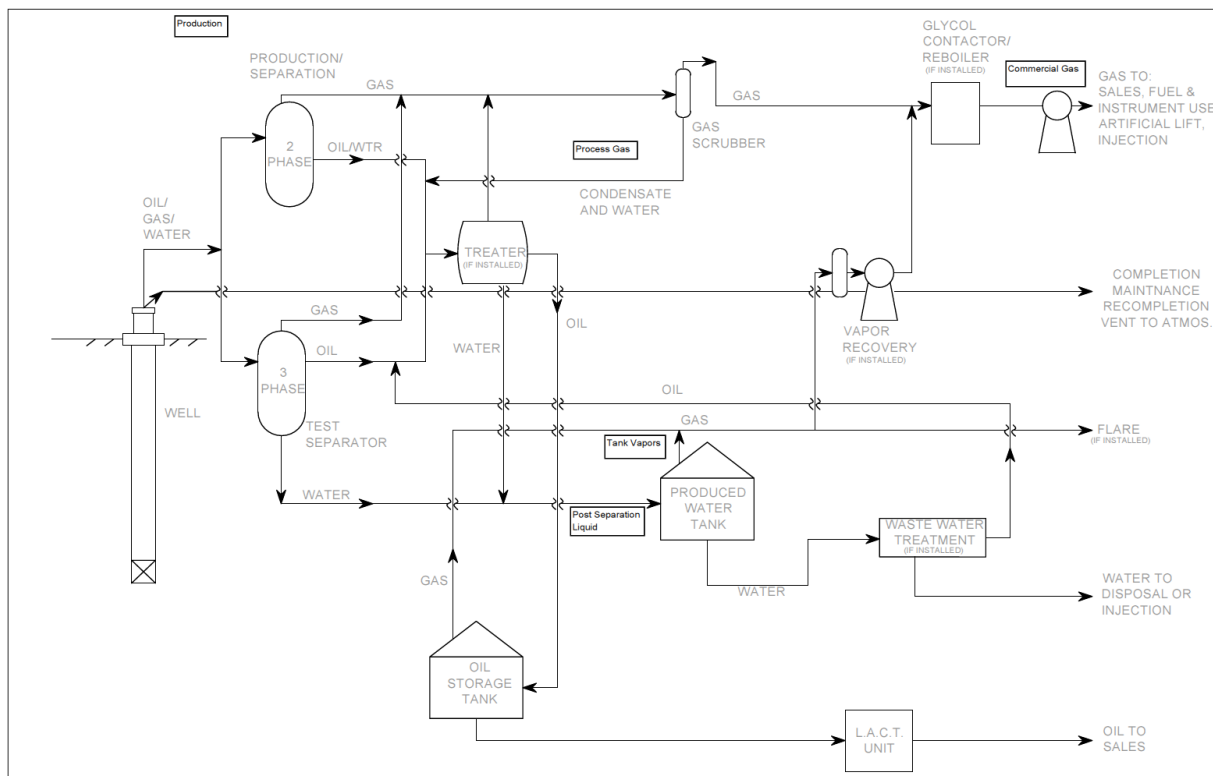 Production
GLYCOL
CONTACTOR/
REBOILER
(IF INSTALLED)
Commercial Gas
PRODUCTION/
SEPARATION
GAS
GAS
GAS TO:
SALES, FUEL &
INSTRUMENT USE
ARTIFICIAL LIFT,
INJECTION
GAS
SCRUBBER
2
PHASE
OIL/WTR
Process Gas
CONDENSATE
AND WATER
OIL/
GAS/
WATER
TREATER
(IF INSTALLED)
COMPLETION
MAINTNANCE
RECOMPLETION
VENT TO ATMOS.
GAS
OIL
VAPOR
RECOVERY
(IF INSTALLED)
OIL
WATER
3
PHASE
OIL
WELL
TEST
SEPARATOR
GAS
Tank Vapors
FLARE
(IF INSTALLED)
WATER
Post Separation
Liquid
PRODUCED
WATER
TANK
WASTE WATER
TREATMENT
(IF INSTALLED)
GAS
WATER
WATER TO
DISPOSAL OR
INJECTION
OIL
STORAGE
TANK
L.A.C.T.
UNIT
OIL TO
SALES